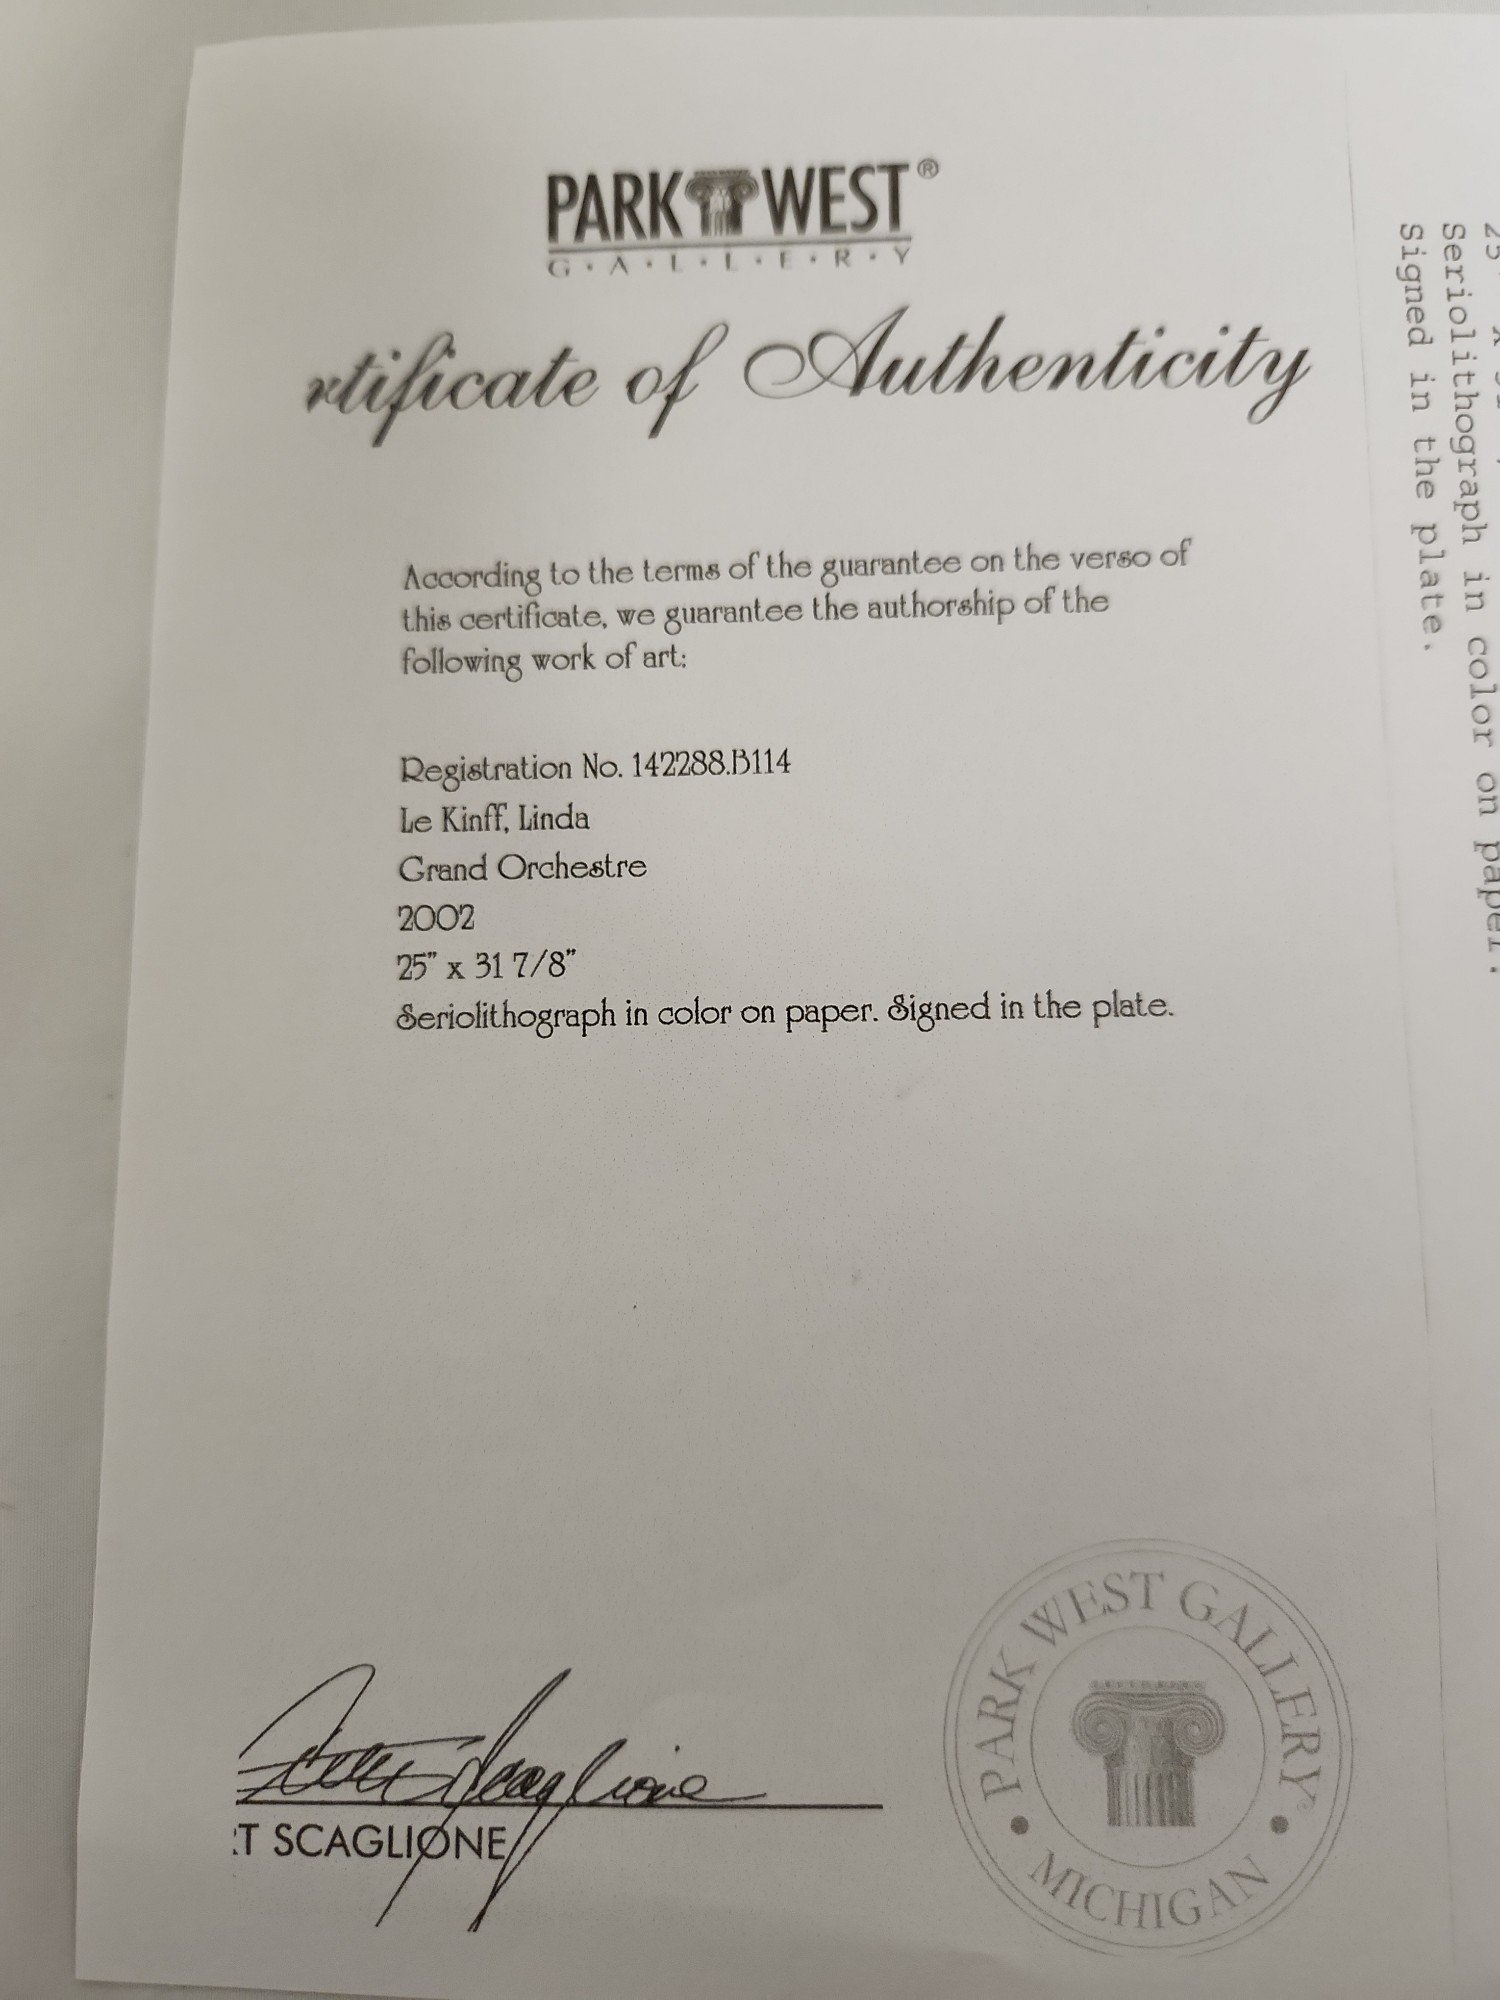 PARK WEST®
G·A·L·L·E·R·Y
rtificate of Authenticity
According to the terms of the guarantee on the verso of
this certificate, we guarantee the authorship of the
following work of art:
Registration No. 142288.B114
Le Kinff, Linda
Grand Orchestre
2002
25" x 31 7/8"
Seriolithograph in color on paper. Signed in the plate.
T SCAGLIONE
PARK WEST GALLERY
• MICHIGAN •
Seriolithograph in color on paper.
Signed in the plate.